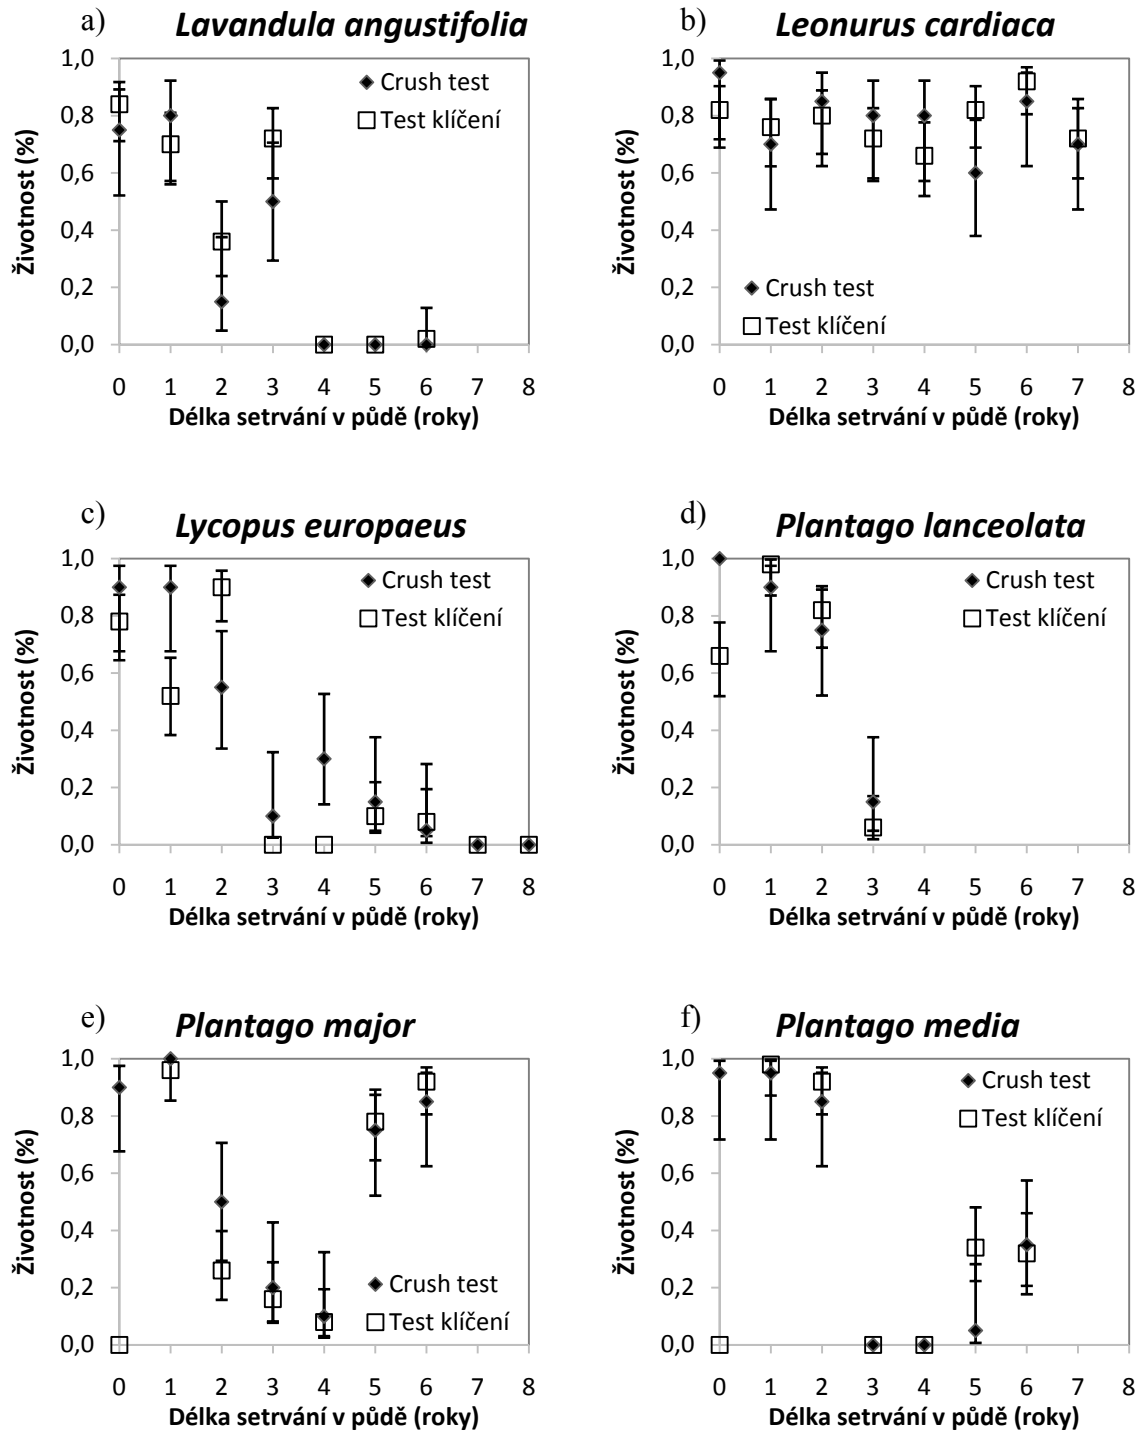 a) Lavandula angustifolia
1,0
0,8
0,6
0,4
0,2
0,0
Životnost (%)
Crush test
Test klíčení
0 1 2 3 4 5 6 7 8
Délka setrvání v půdě (roky)
b) Leonurus cardiaca
1,0
0,8
0,6
0,4
0,2
0,0
Životnost (%)
Crush test
Test klíčení
0 1 2 3 4 5 6 7 8
Délka setrvání v půdě (roky)
c) Lycopus europaeus
1,0
0,8
0,6
0,4
0,2
0,0
Životnost (%)
Crush test
Test klíčení
0 1 2 3 4 5 6 7 8
Délka setrvání v půdě (roky)
d) Plantago lanceolata
1,0
0,8
0,6
0,4
0,2
0,0
Životnost (%)
Crush test
Test klíčení
0 1 2 3 4 5 6 7 8
Délka setrvání v půdě (roky)
e) Plantago major
1,0
0,8
0,6
0,4
0,2
0,0
Životnost (%)
Crush test
Test klíčení
0 1 2 3 4 5 6 7 8
Délka setrvání v půdě (roky)
f) Plantago media
1,0
0,8
0,6
0,4
0,2
0,0
Životnost (%)
Crush test
Test klíčení
0 1 2 3 4 5 6 7 8
Délka setrvání v půdě (roky)